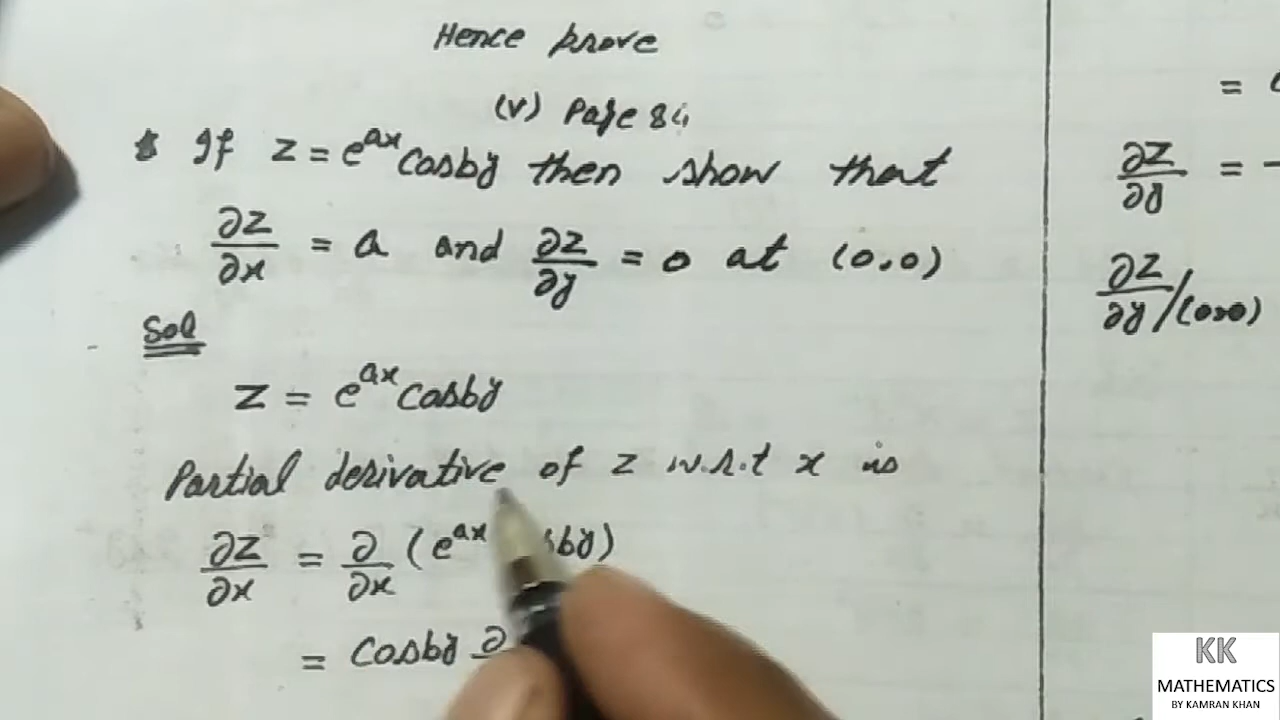 Hence prove
(v) Page 84
If z = e^{ax} cosby then show that
∂z/∂x = a and ∂z/∂y = 0 at (0,0)
Sol
z = e^{ax} cosby
Partial derivative of z w.r.t x is
∂z/∂x = ∂/∂x (e^{ax} sby)
= cosby ∂
=
∂z/∂y = -
∂z/∂y /(0,0)
KK
MATHEMATICS
BY KAMRAN KHAN